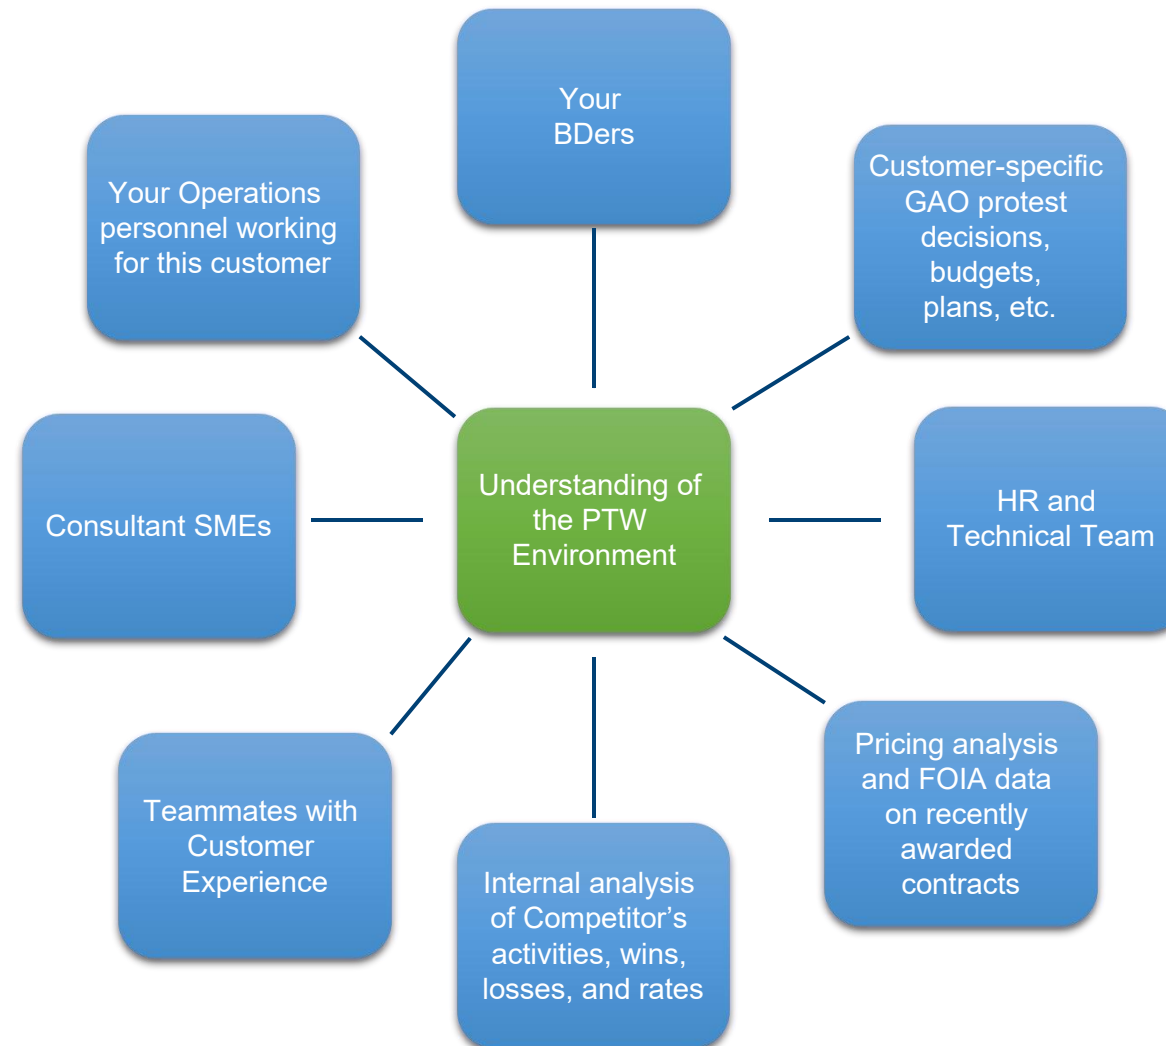 Your
BDers
Your Operations
personnel working
for this customer
Customer-specific
GAO protest
decisions,
budgets,
plans, etc.
Consultant SMEs
Understanding of
the PTW
Environment
HR and
Technical Team
Teammates with
Customer
Experience
Internal analysis
of Competitor’s
activities, wins,
losses, and rates
Pricing analysis
and FOIA data
on recently
awarded
contracts